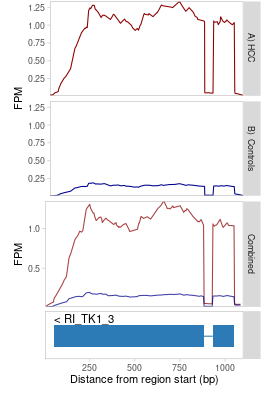 1.25
1.00
0.75
0.50
0.25
FPM
A) HCC
1.25
1.00
0.75
0.50
0.25
B) Controls
FPM
1.0
0.5
Combined
< RI_TK1_3
250
500
750
1000
Distance from region start (bp)